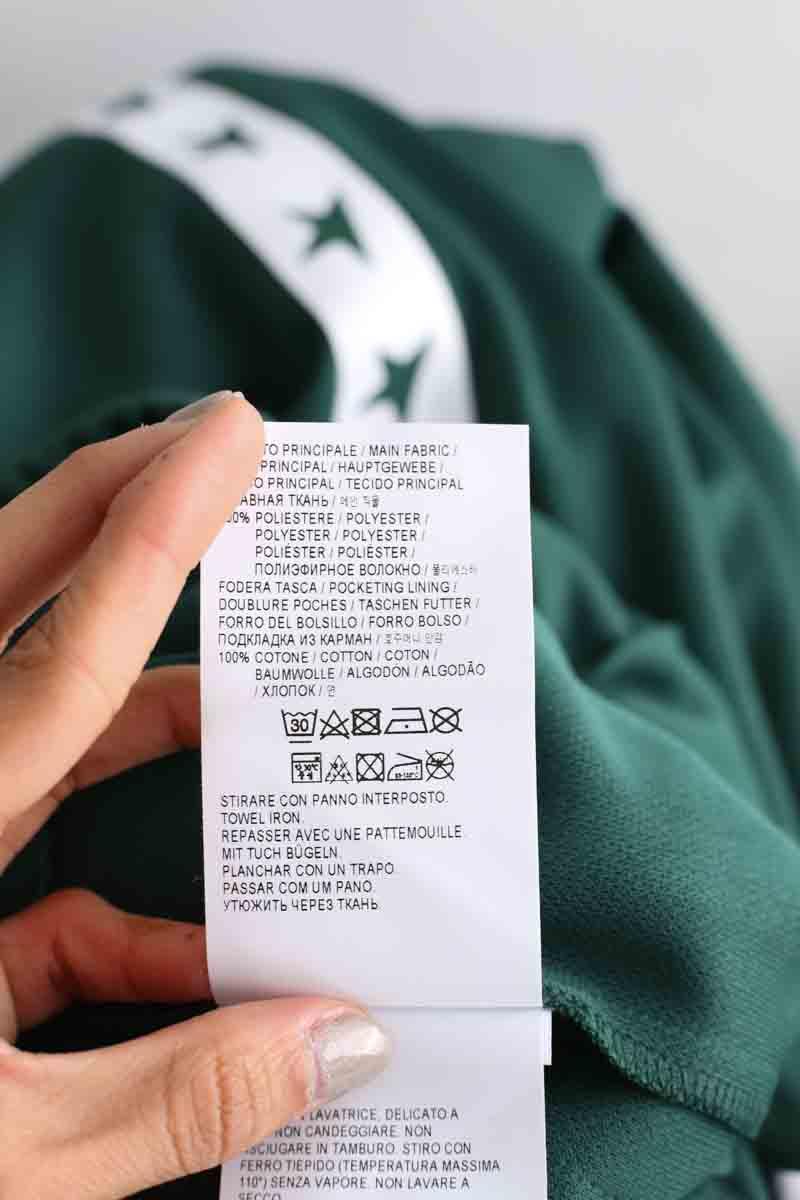 TO PRINCIPALE / MAIN FABRIC /
PRINCIPAL / HAUPTGEWEBE /
PRINCIPAL / TECIDO PRINCIPAL
АВНАЯ ТКАНЬ / 메인 직물
00% POLIESTERE / POLYESTER /
POLYESTER / POLYESTER /
POLIÉSTER / POLIÉSTER /
ПОЛИЭФИРНОЕ ВОЛОКНО / 폴리에스터
FODERA TASCA / POCKETING LINING /
DOUBLURE POCHES / TASCHEN FUTTER /
FORRO DEL BOLSILLO / FORRO BOLSO /
ПОДКЛАДКА ИЗ КАРМАН / 호주머니 안감
100% COTONE / COTTON / COTON /
BAUMWOLLE / ALGODÓN / ALGODÃO
/ ХЛОПОК / 면
30
STIRARE CON PANNO INTERPOSTO.
TOWEL IRON.
REPASSER AVEC UNE PATTEMOUILLE.
MIT TUCH BÜGELN.
PLANCHAR CON UN TRAPO.
PASSAR COM UM PANO.
УТЮЖИТЬ ЧЕРЕЗ ТКАНЬ
LAVATRICE, DELICATO A
NON CANDEGGIARE. NON
ASCIUGARE IN TAMBURO. STIRO CON
FERRO TIEPIDO (TEMPERATURA MASSIMA
110°) SENZA VAPORE. NON LAVARE A
SECCO